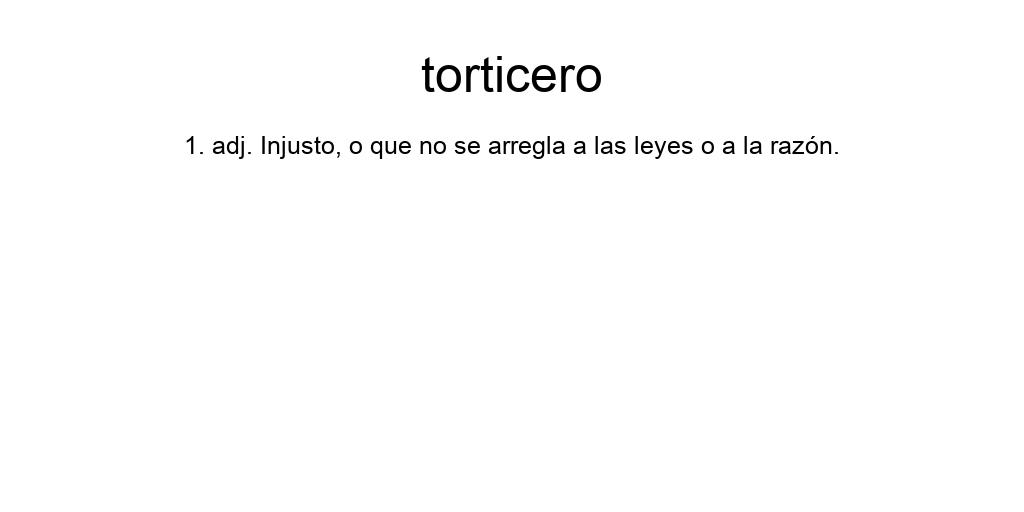 torticero
1. adj. Injusto, o que no se arregla a las leyes o a la razón.